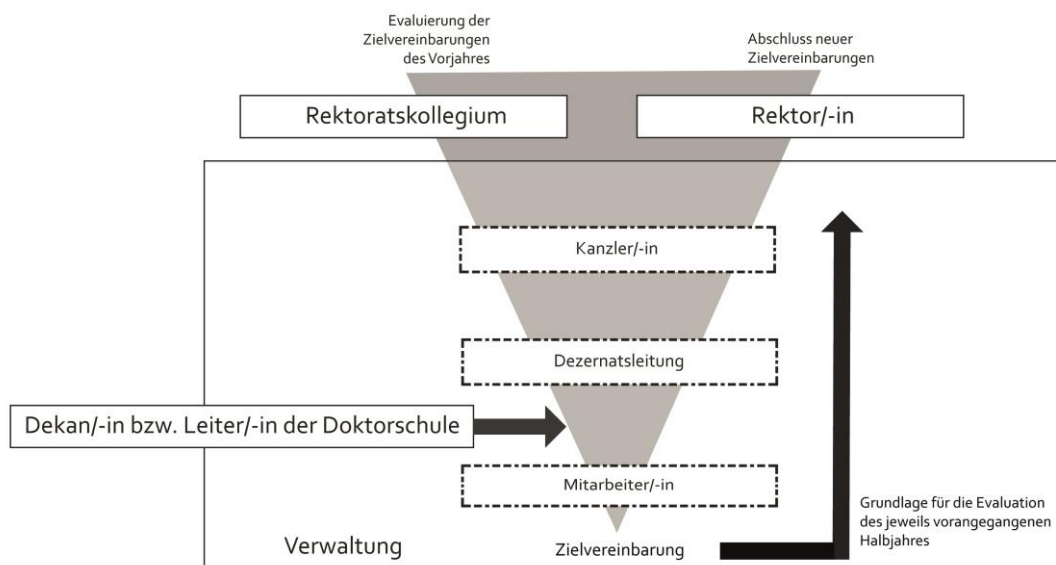 Evaluierung der
Zielvereinbarungen
des Vorjahres
Abschluss neuer
Zielvereinbarungen
Rektoratskollegium
Rektor/-in
Kanzler/-in
Dezernatsleitung
Dekan/-in bzw. Leiter/-in der Doktorschule
Mitarbeiter/-in
Grundlage für die Evaluation
des jeweils vorangegangenen
Halbjahres
Verwaltung
Zielvereinbarung